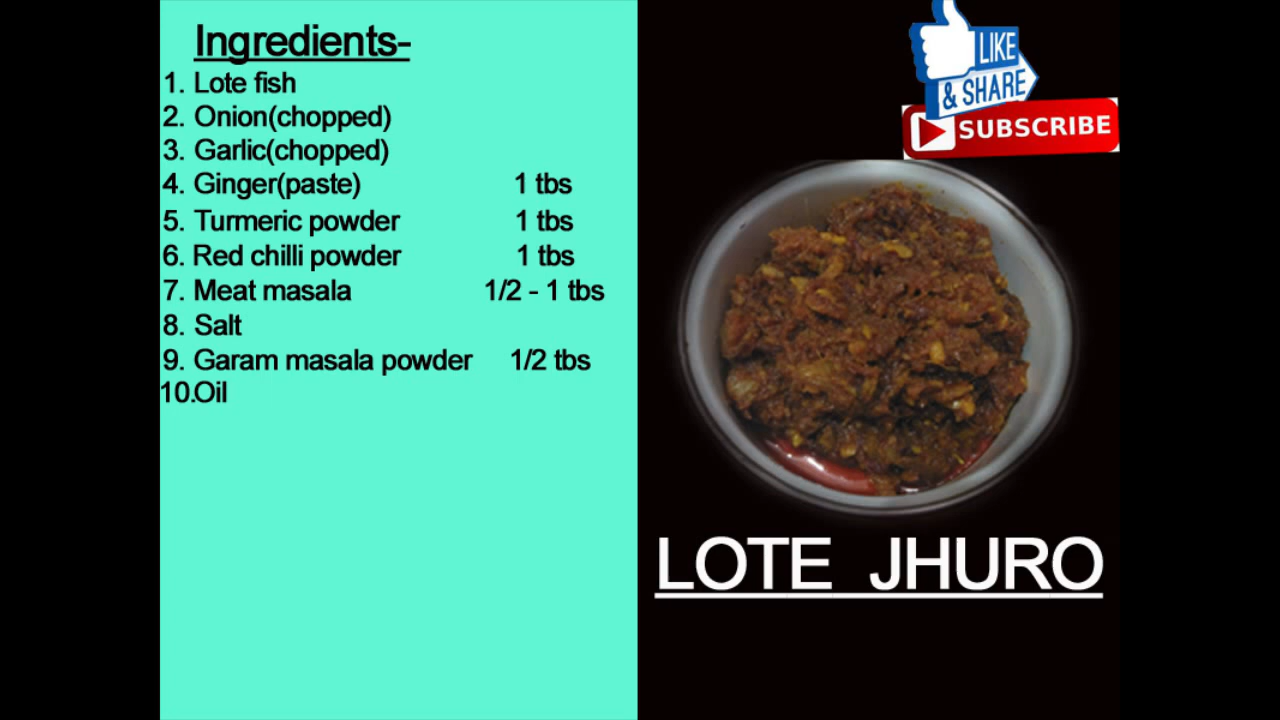 Ingredients-
1. Lote fish
2. Onion(chopped)
3. Garlic(chopped)
4. Ginger(paste) 1 tbs
5. Turmeric powder 1 tbs
6. Red chilli powder 1 tbs
7. Meat masala 1/2 - 1 tbs
8. Salt
9. Garam masala powder 1/2 tbs
10.Oil
LIKE
& SHARE
SUBSCRIBE
LOTE JHURO